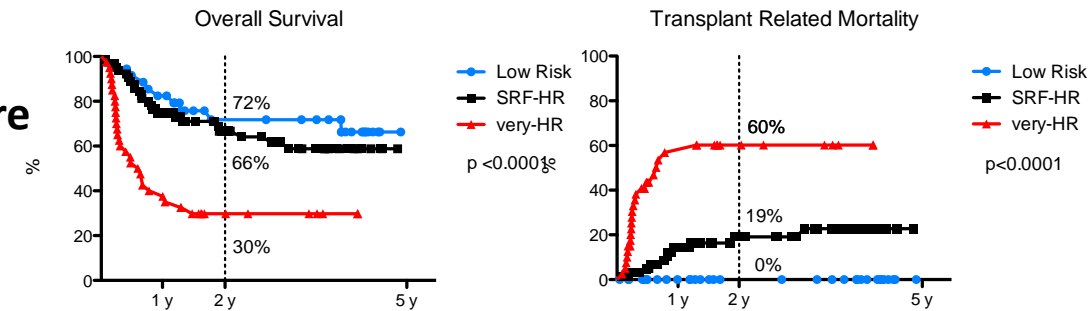 re
Overall Survival
100
80
60
40
20
0
%
72%
66%
30%
1 y
2 y
5 y
Low Risk
SRF-HR
very-HR
p <0.0001
Transplant Related Mortality
100
80
60
40
20
0
%
60%
19%
0%
1 y
2 y
5 y
Low Risk
SRF-HR
very-HR
p<0.0001